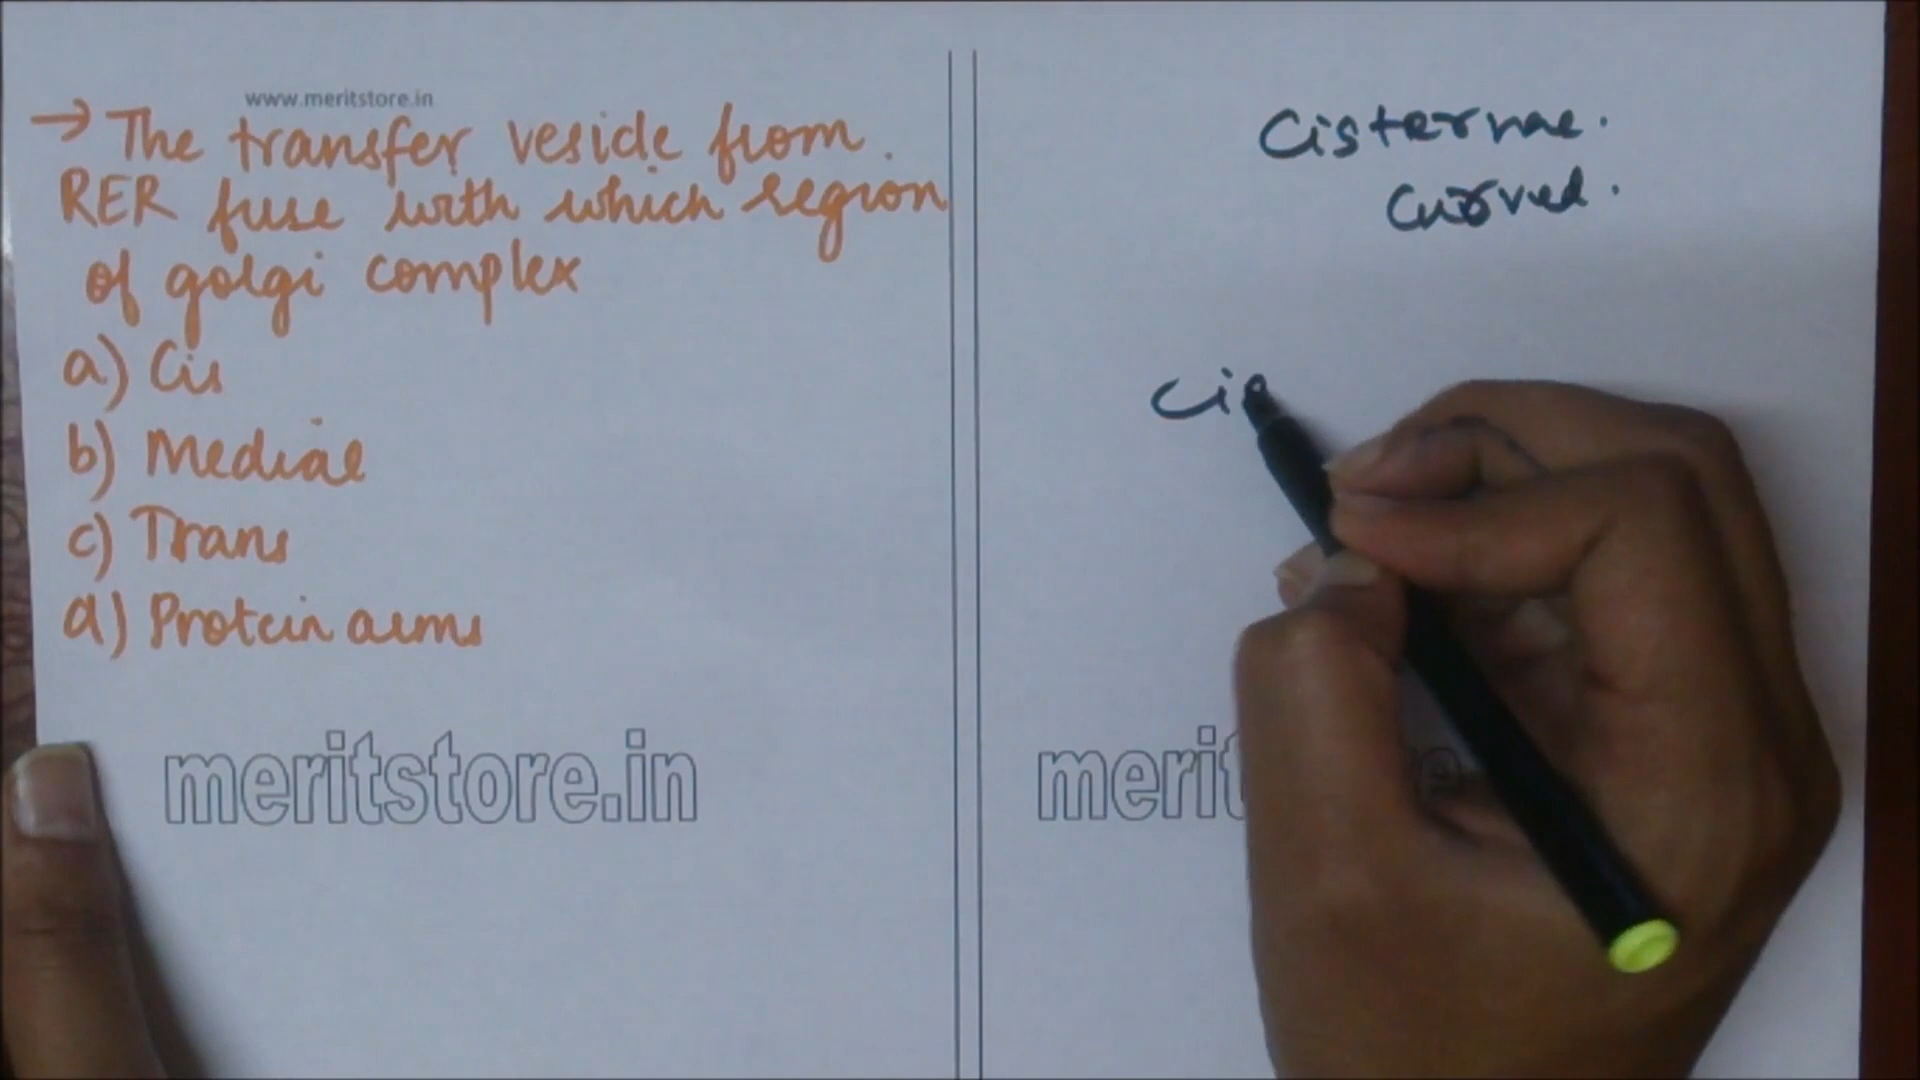 www.meritstore.in
→ The transfer vesicle from
RER fuse with which region
of golgi complex
a) Cis
b) Medial
c) Trans
d) Protein arms
meritstore.in
Cisternae.
Curved.
Cis
merit